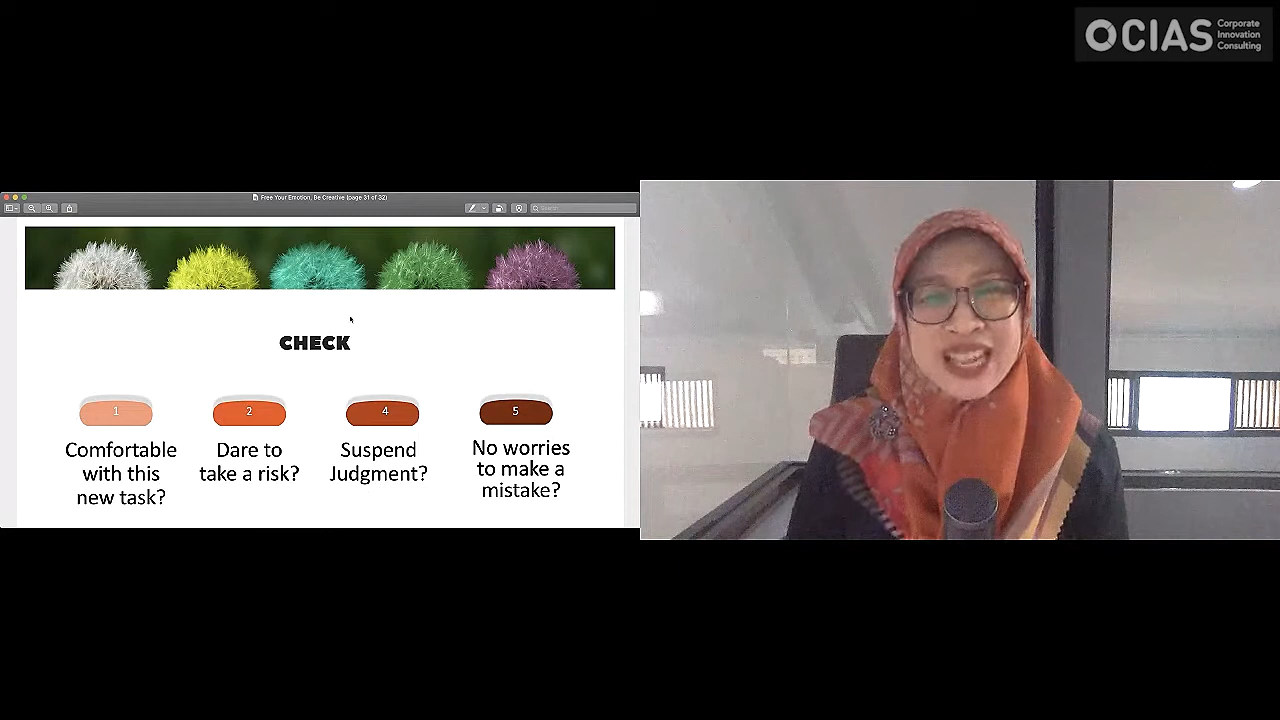 OCIAS
Corporate
Innovation
Consulting
Free Your Emotion, Be Creative (page 31 of 32)
Search
CHECK
1
Comfortable
with this
new task?
2
Dare to
take a risk?
4
Suspend
Judgment?
5
No worries
to make a
mistake?